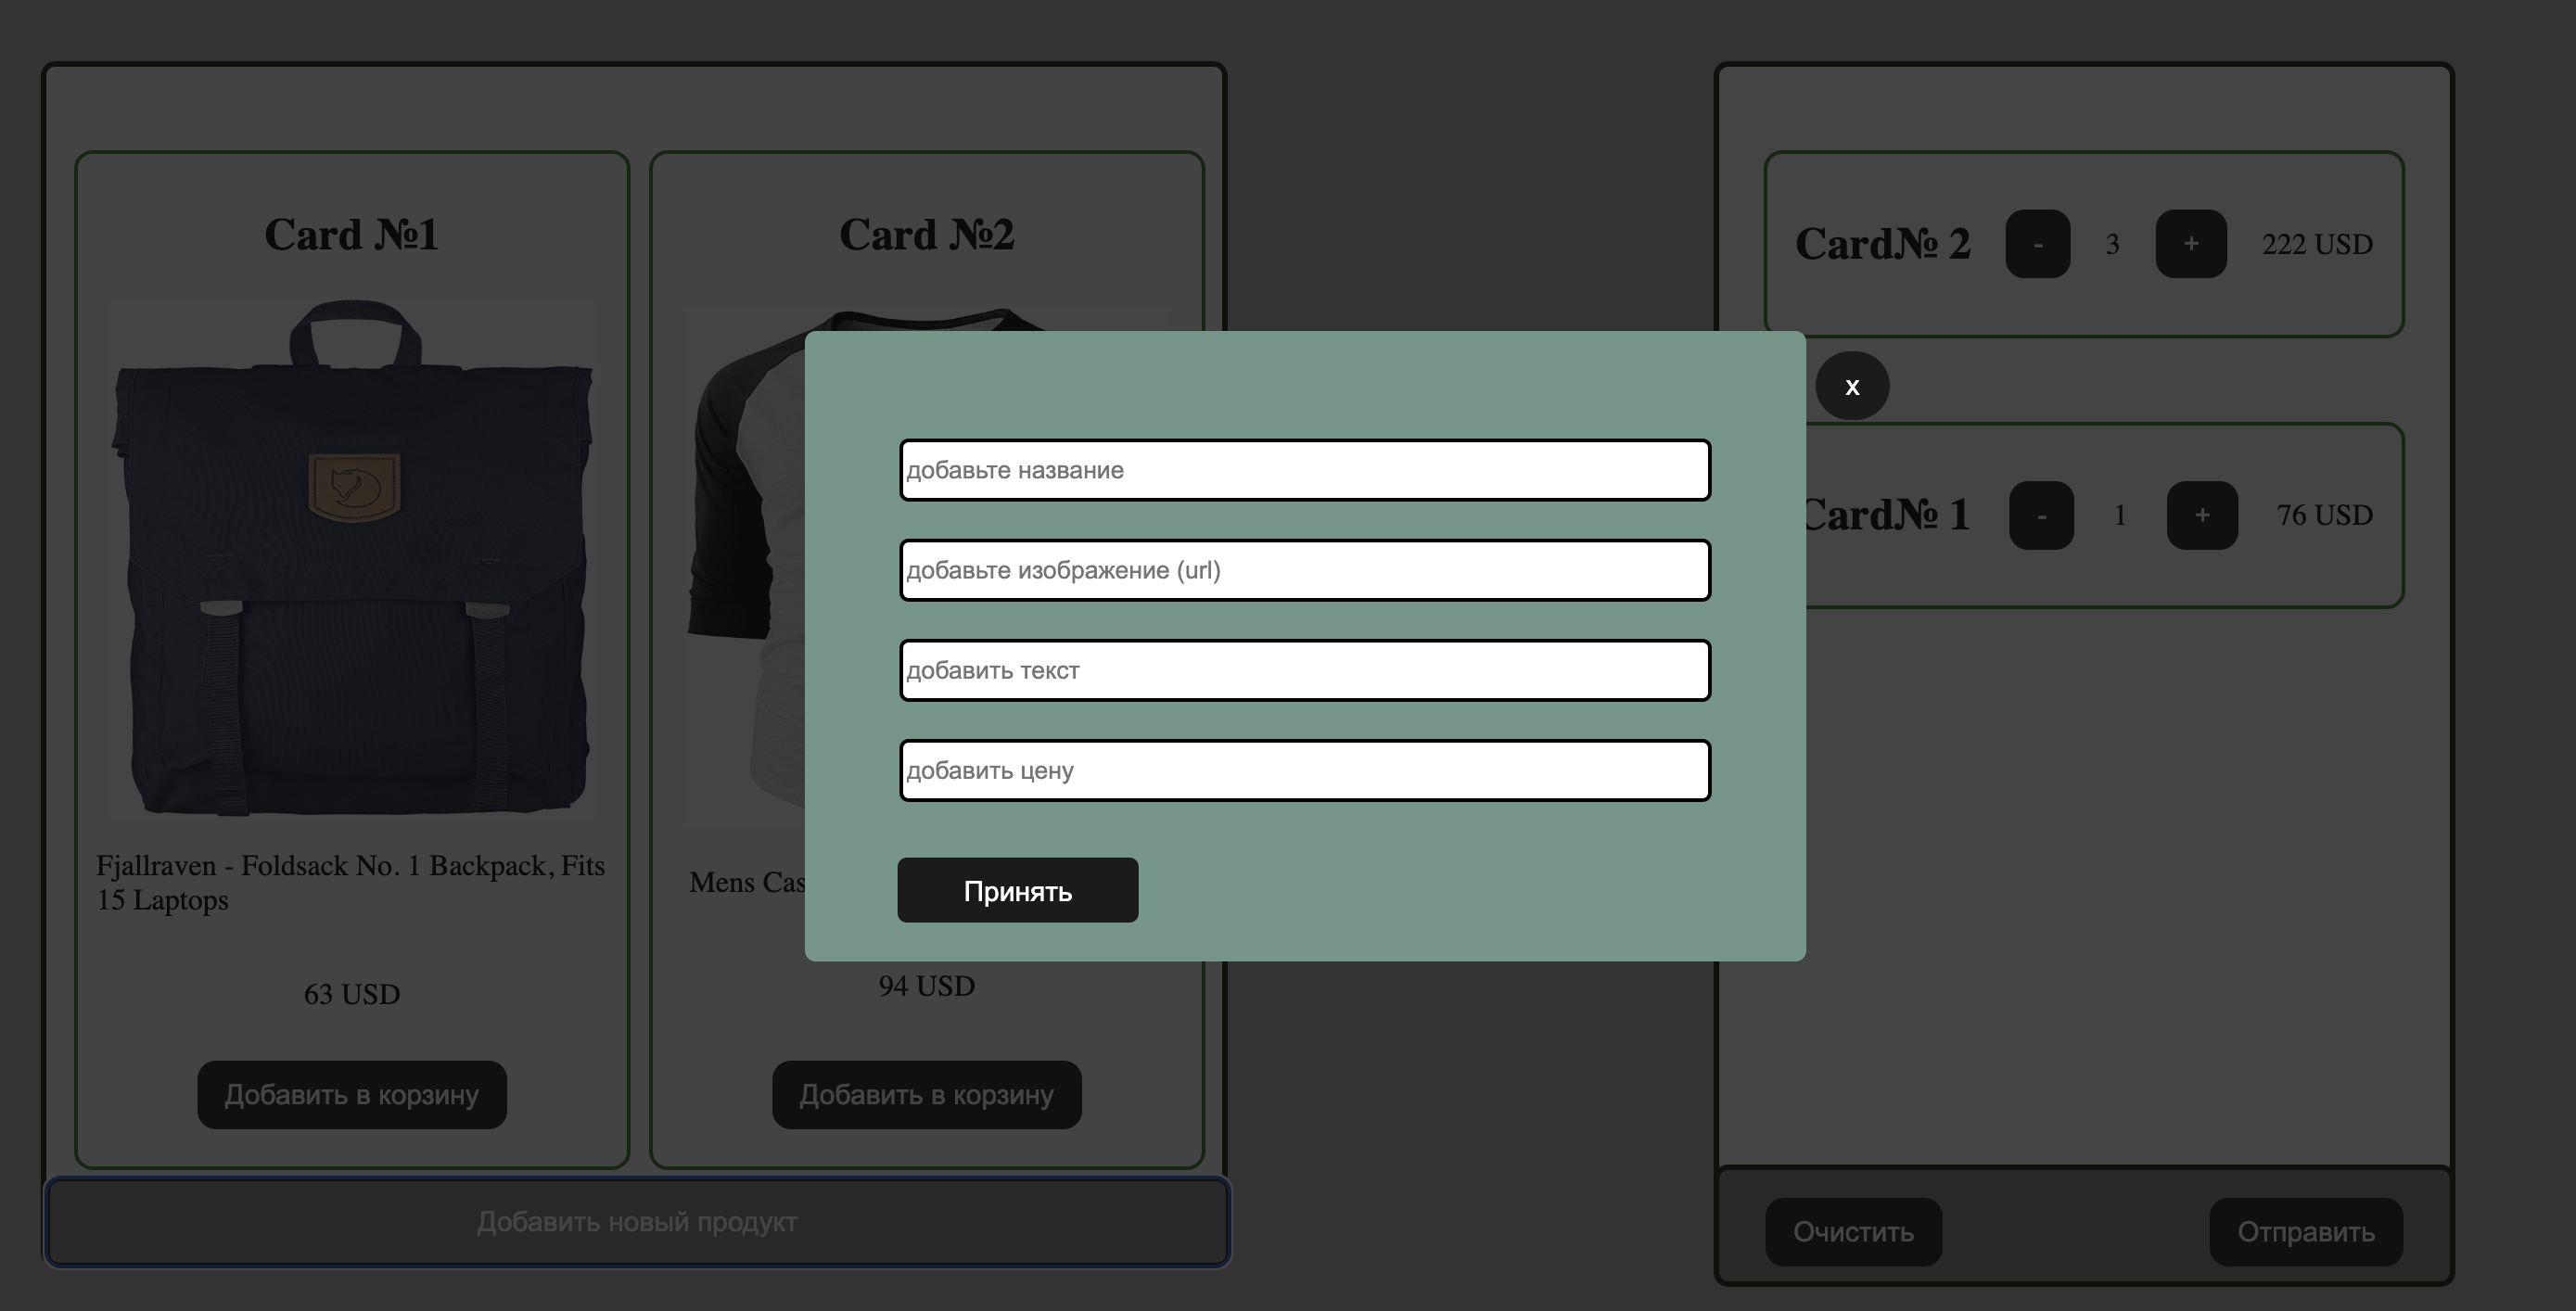 Card №1
Fjallraven - Foldsack No. 1 Backpack, Fits
15 Laptops
63 USD
Добавить в корзину
Card №2
Mens Cas
94 USD
Добавить в корзину
Добавить новый продукт
x
добавьте название
добавьте изображение (url)
добавить текст
добавить цену
Принять
Card№ 2 - 3 + 222 USD
Card№ 1 - 1 + 76 USD
Очистить
Отправить